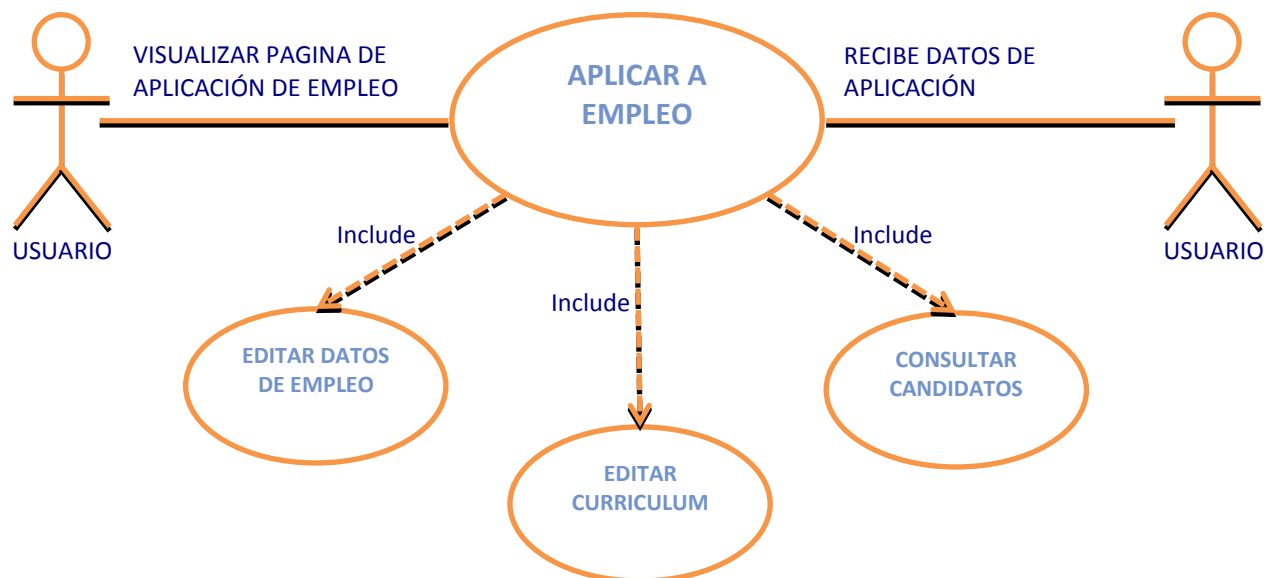 VISUALIZAR PAGINA DE
APLICACIÓN DE EMPLEO
APLICAR A
EMPLEO
RECIBE DATOS DE
APLICACIÓN
USUARIO
Include
Include
Include
USUARIO
EDITAR DATOS
DE EMPLEO
EDITAR
CURRICULUM
CONSULTAR
CANDIDATOS